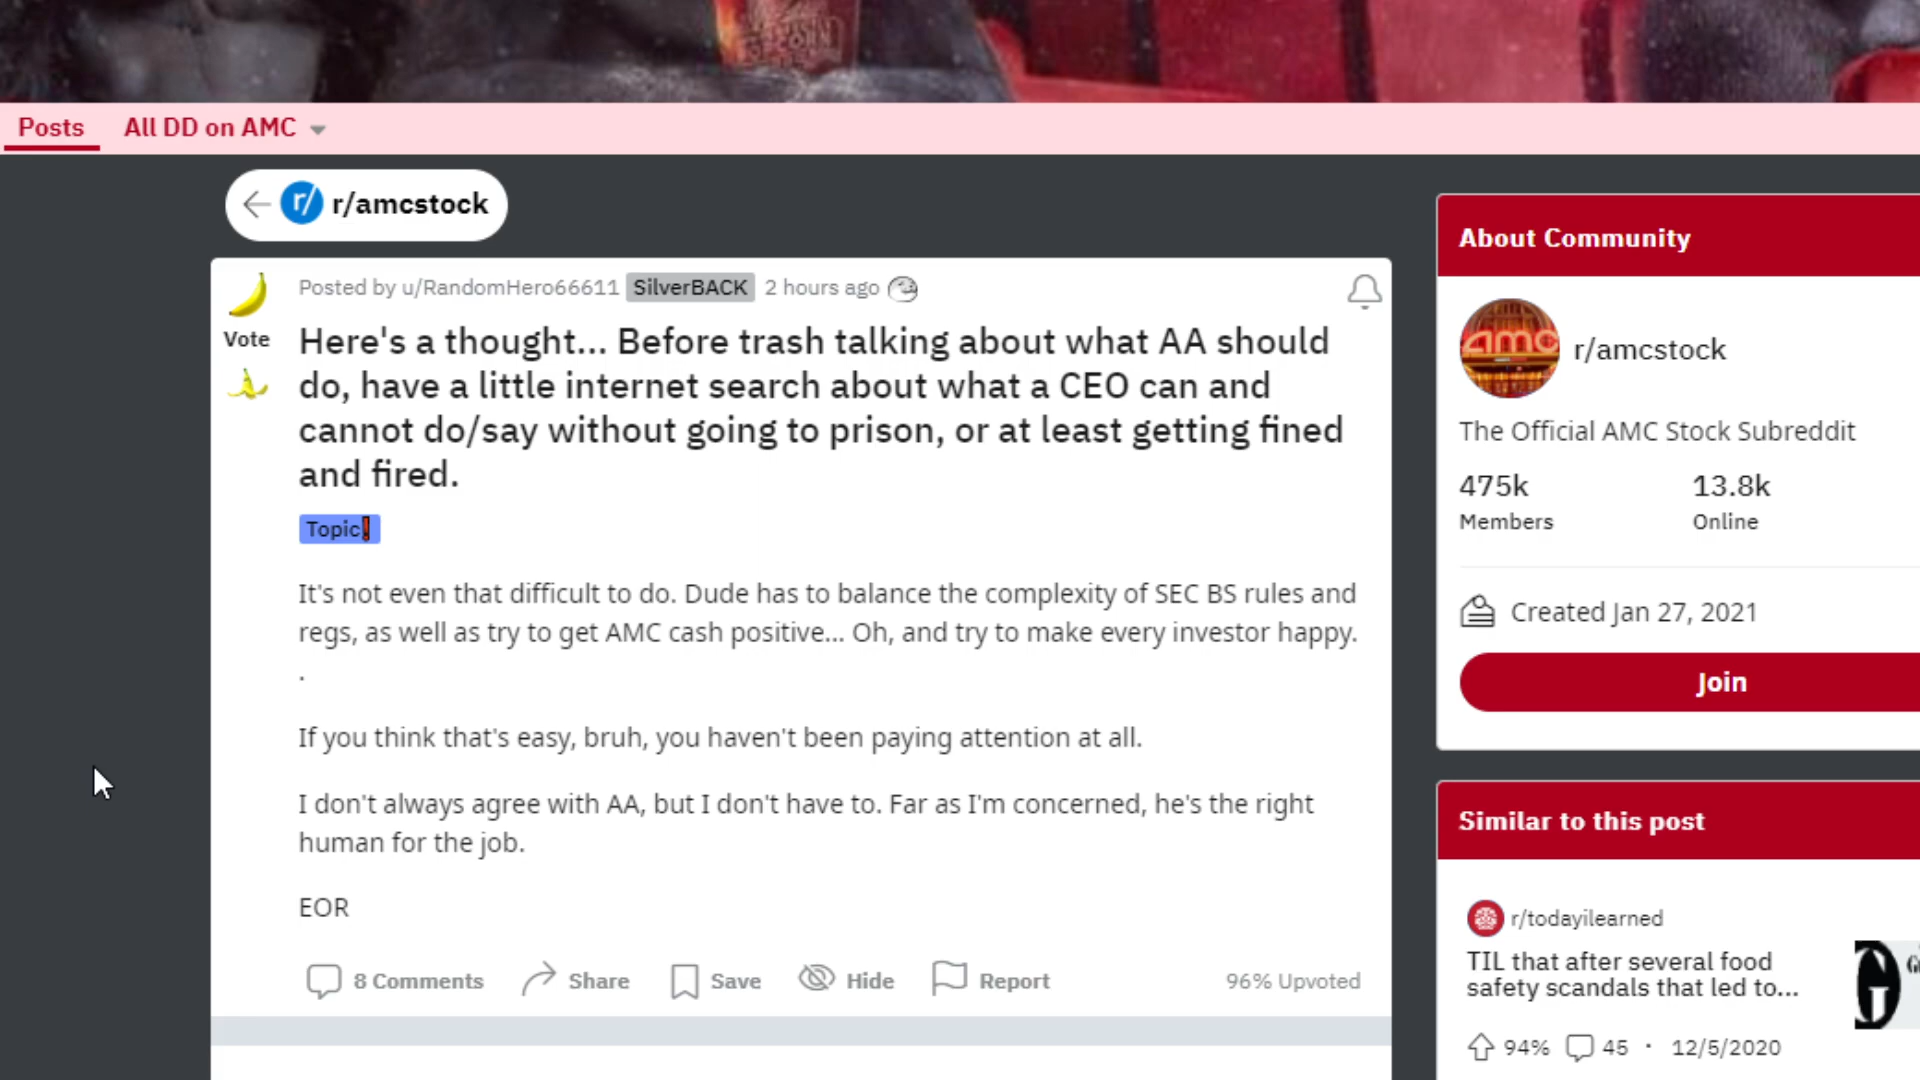 Posts
All DD on AMC
r/ r/amcstock
Posted by u/RandomHero66611 SilverBACK 2 hours ago
Vote
Here's a thought... Before trash talking about what AA should
do, have a little internet search about what a CEO can and
cannot do/say without going to prison, or at least getting fined
and fired.
Topic❗
It's not even that difficult to do. Dude has to balance the complexity of SEC BS rules and
regs, as well as try to get AMC cash positive... Oh, and try to make every investor happy.
.
If you think that's easy, bruh, you haven't been paying attention at all.
I don't always agree with AA, but I don't have to. Far as I'm concerned, he's the right
human for the job.
EOR
8 Comments Share Save Hide Report 96% Upvoted
About Community
amc
r/amcstock
The Official AMC Stock Subreddit
475k 13.8k
Members Online
Created Jan 27, 2021
Join
Similar to this post
r/todayilearned
TIL that after several food
safety scandals that led to...
94% 45 · 12/5/2020